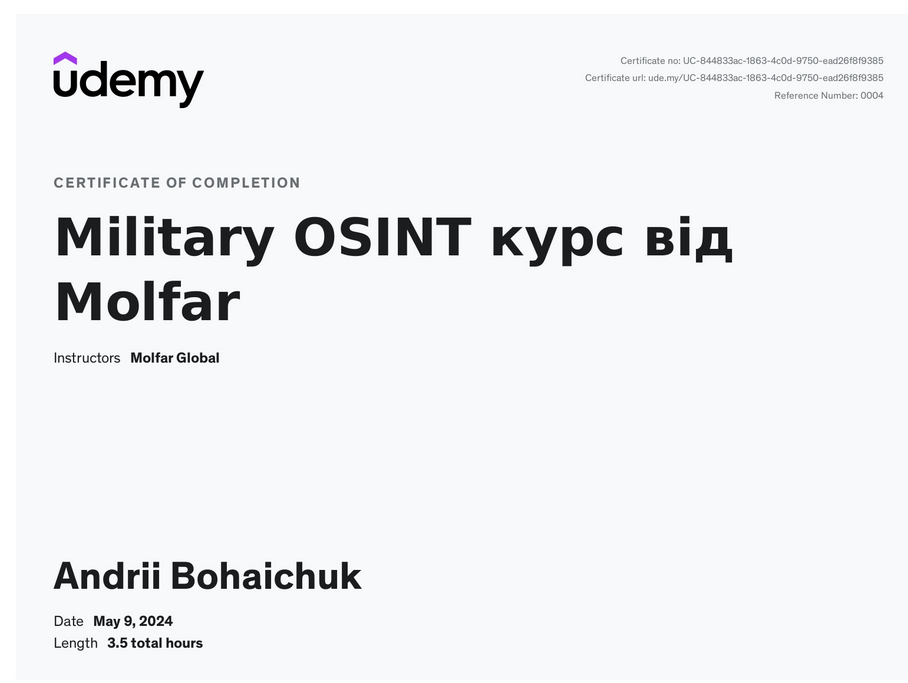 udemy
Certificate no: UC-844833ac-1863-4c0d-9750-ead26f8f9385
Certificate url: ude.my/UC-844833ac-1863-4c0d-9750-ead26f8f9385
Reference Number: 0004
CERTIFICATE OF COMPLETION
Military OSINT курс від
Molfar
Instructors Molfar Global
Andrii Bohaichuk
Date May 9, 2024
Length 3.5 total hours